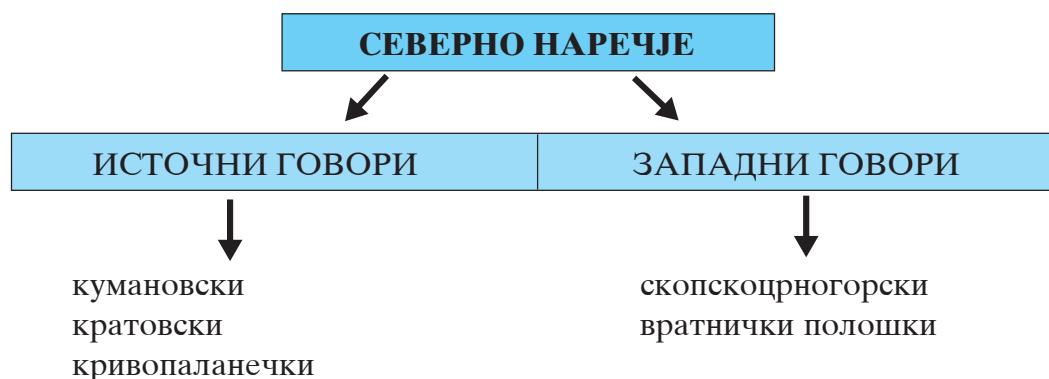 СЕВЕРНО НАРЕЧЈЕ
ИСТОЧНИ ГОВОРИ
ЗАПАДНИ ГОВОРИ
кумановски
кратовски
кривопаланечки
скопскоцрногорски
вратнички полошки